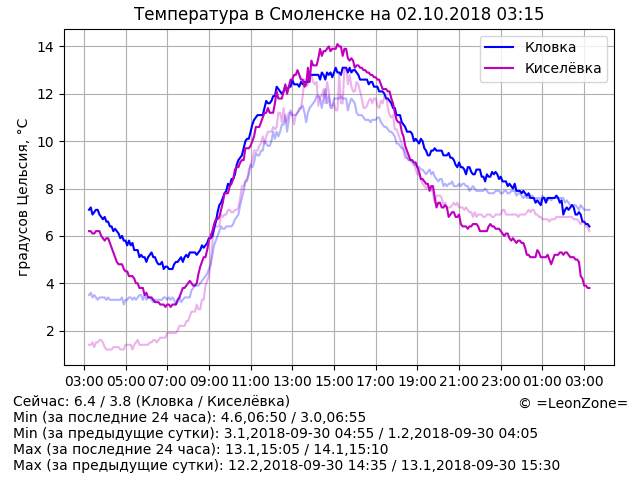 Температура в Смоленске на 02.10.2018 03:15
Кловка
Киселёвка
градусов Цельсия, °C
14
12
10
8
6
4
2
03:00 05:00 07:00 09:00 11:00 13:00 15:00 17:00 19:00 21:00 23:00 01:00 03:00
Сейчас: 6.4 / 3.8 (Кловка / Киселёвка)
© =LeonZone=
Min (за последние 24 часа): 4.6,06:50 / 3.0,06:55
Min (за предыдущие сутки): 3.1,2018-09-30 04:55 / 1.2,2018-09-30 04:05
Max (за последние 24 часа): 13.1,15:05 / 14.1,15:10
Max (за предыдущие сутки): 12.2,2018-09-30 14:35 / 13.1,2018-09-30 15:30